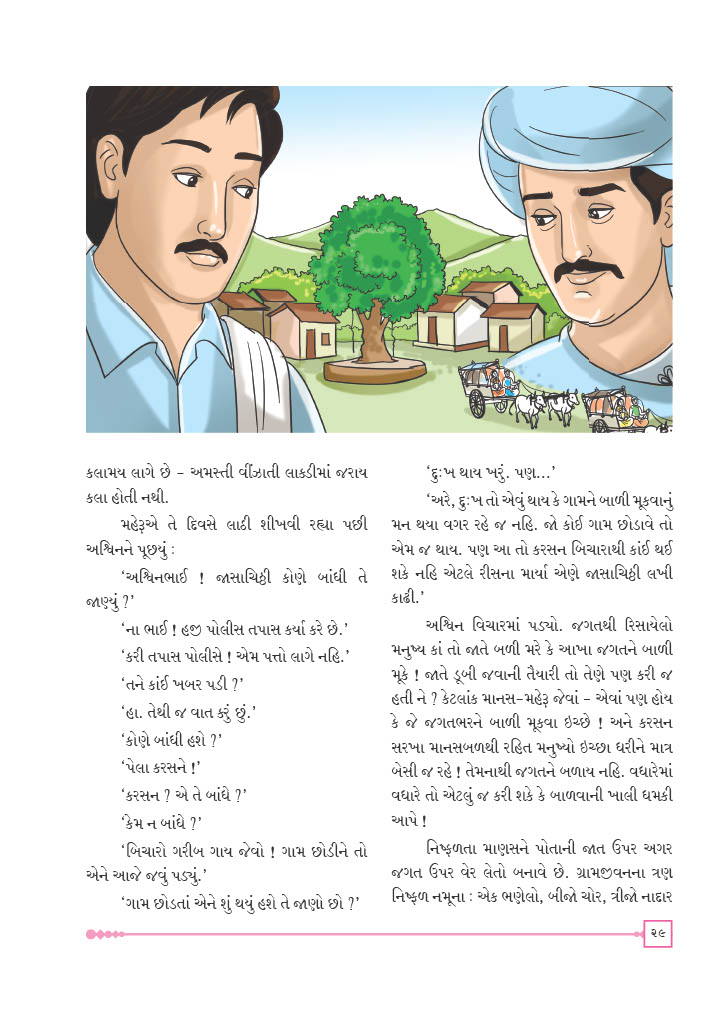 કલામય લાગે છે - અમસ્તી વીંઝાતી લાકડીમાં જરાય
કલા હોતી નથી.
મહેરૂએ તે દિવસે લાઠી શીખવી રહ્યા પછી
અશ્વિનને પૂછયું :
‘અશ્વિનભાઈ ! જાસાચિઠ્ઠી કોણે બાંધી તે
જાણ્યું ?’
‘ના ભાઈ ! હજી પોલીસ તપાસ કર્યા કરે છે.’
‘કરી તપાસ પોલીસે ! એમ પત્તો લાગે નહિ.’
‘તને કાંઈ ખબર પડી ?’
‘હા. તેથી જ વાત કરું છું.’
‘કોણે બાંધી હશે ?’
‘પેલા કરસને !’
‘કરસન ? એ તે બાંધે ?’
‘કેમ ન બાંધે ?’
‘બિચારો ગરીબ ગાય જેવો ! ગામ છોડીને તો
એને આજે જવું પડ્યું.’
‘ગામ છોડતાં એને શું થયું હશે તે જાણો છો ?’
‘દુઃખ થાય ખરું. પણ...’
‘અરે, દુઃખ તો એવું થાય કે ગામને બાળી મૂકવાનું
મન થયા વગર રહે જ નહિ. જો કોઈ ગામ છોડાવે તો
એમ જ થાય. પણ આ તો કરસન બિચારાથી કાંઈ થઈ
શકે નહિ એટલે રીસના માર્યા એણે જાસાચિઠ્ઠી લખી
કાઢી.’
અશ્વિન વિચારમાં પડ્યો. જગતથી રિસાયેલો
મનુષ્ય કાં તો જાતે બળી મરે કે આખા જગતને બાળી
મૂકે ! જાતે ડૂબી જવાની તૈયારી તો તેણે પણ કરી જ
હતી ને ? કેટલાંક માનસ-મહેરૂ જેવાં - એવાં પણ હોય
કે જે જગતભરને બાળી મૂકવા ઇચ્છે ! અને કરસન
સરખા માનસબળથી રહિત મનુષ્યો ઇચ્છા ધરીને માત્ર
બેસી જ રહે ! તેમનાથી જગતને બળાય નહિ. વધારેમાં
વધારે તો એટલું જ કરી શકે કે બાળવાની ખાલી ધમકી
આપે !
નિષ્ફળતા માણસને પોતાની જાત ઉપર અગર
જગત ઉપર વેર લેતો બનાવે છે. ગ્રામજીવનના ત્રણ
નિષ્ફળ નમૂના : એક ભણેલો, બીજો ચોર, ત્રીજો નાદાર
૨૯